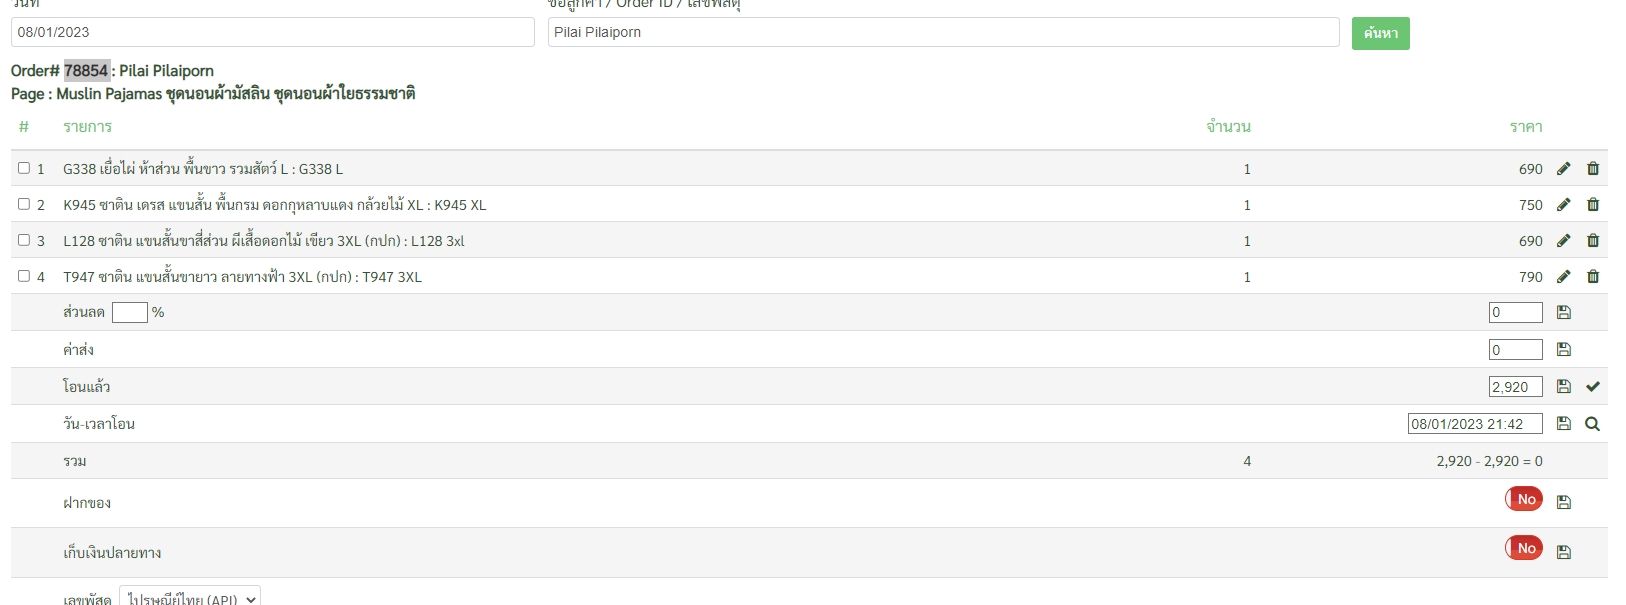 วันที่ ชื่อลูกค้า / Order ID / เลขพัสดุ
08/01/2023 Pilai Pilaiporn ค้นหา
Order# 78854 : Pilai Pilaiporn
Page : Muslin Pajamas ชุดนอนผ้ามัสลิน ชุดนอนผ้าใยธรรมชาติ
# รายการ จำนวน ราคา
1 G338 เยื่อไผ่ ห้าส่วน พื้นขาว รวมสัตว์ L : G338 L 1 690
2 K945 ซาติน เดรส แขนสั้น พื้นกรม ดอกกุหลาบแดง กล้วยไม้ XL : K945 XL 1 750
3 L128 ซาติน แขนสั้นขาสี่ส่วน ผีเสื้อดอกไม้ เขียว 3XL (กปก) : L128 3xl 1 690
4 T947 ซาติน แขนสั้นขายาว ลายทางฟ้า 3XL (กปก) : T947 3XL 1 790
ส่วนลด % 0
ค่าส่ง 0
โอนแล้ว 2,920
วัน-เวลาโอน 08/01/2023 21:42
รวม 4 2,920 - 2,920 = 0
ฝากของ No
เก็บเงินปลายทาง No
เลขพัสดุ ไปรษณีย์ไทย (API)